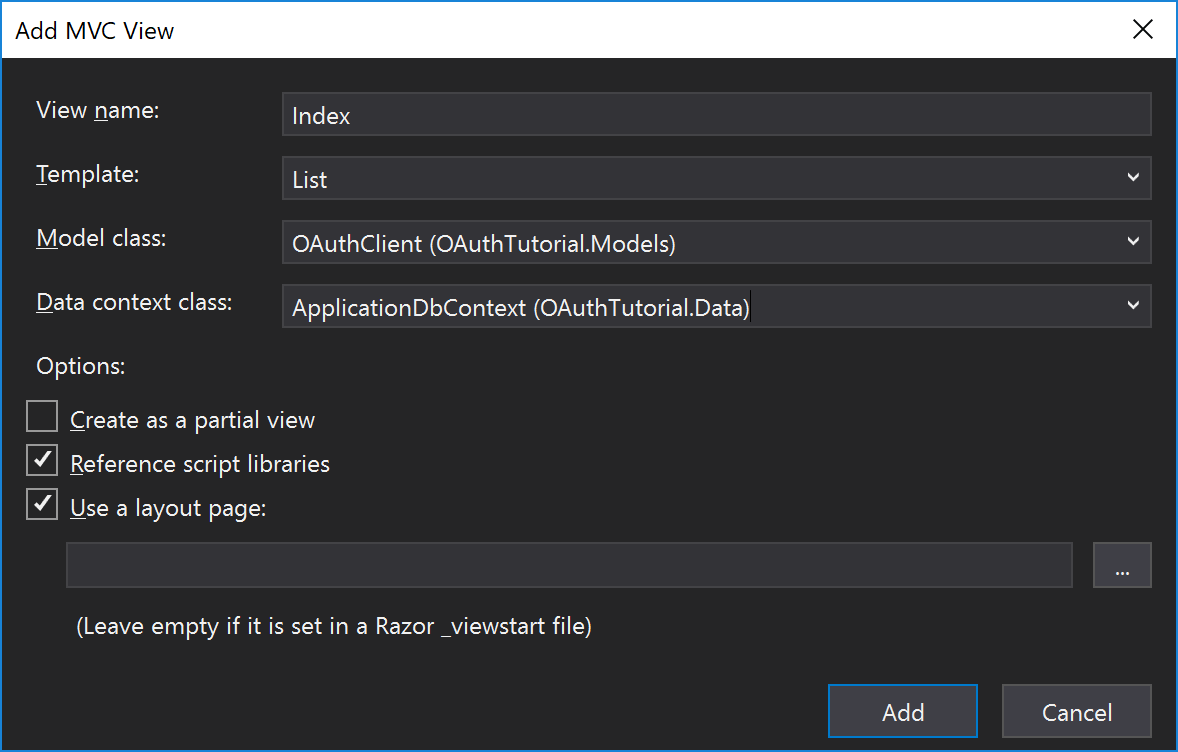 Add MVC View
View name:
Index
Template:
List
Model class:
OAuthClient (OAuthTutorial.Models)
Data context class:
ApplicationDbContext (OAuthTutorial.Data)
Options:
Create as a partial view
Reference script libraries
Use a layout page:
...
(Leave empty if it is set in a Razor _viewstart file)
Add
Cancel